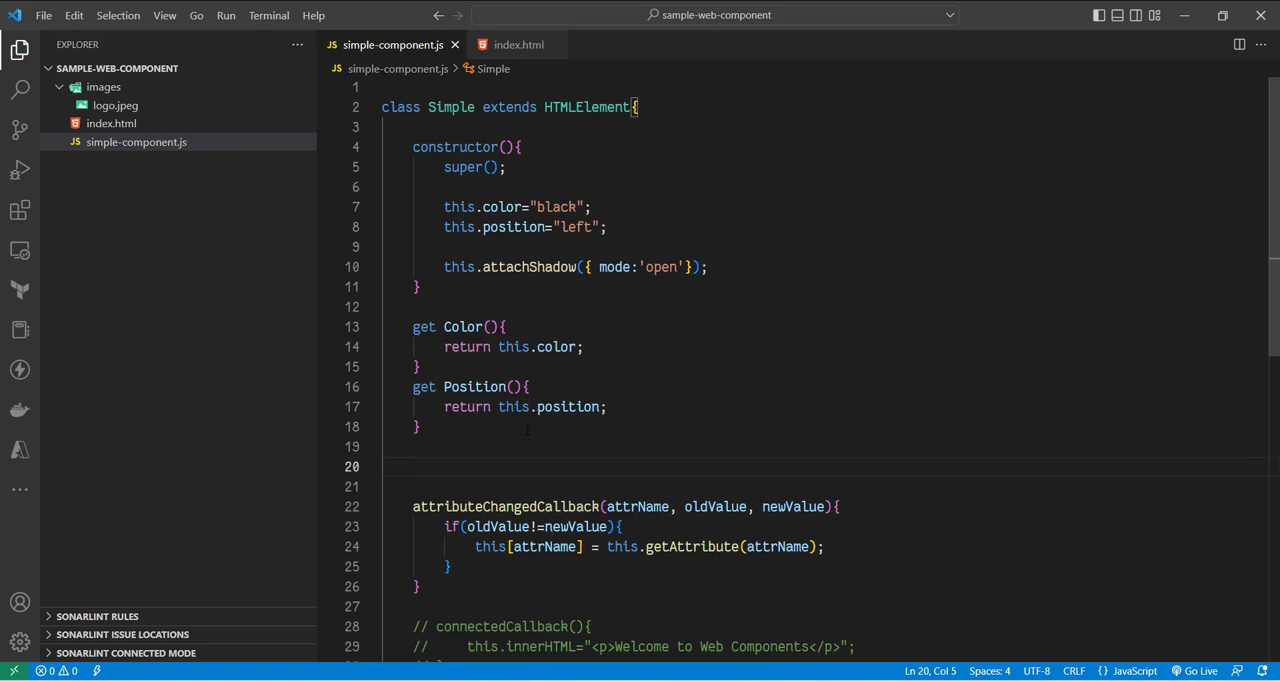 File Edit Selection View Go Run Terminal Help
sample-web-component
EXPLORER
SAMPLE-WEB-COMPONENT
images
logo.jpeg
index.html
JS simple-component.js
SONARLINT RULES
SONARLINT ISSUE LOCATIONS
SONARLINT CONNECTED MODE
JS simple-component.js index.html
JS simple-component.js > Simple
1
2 class Simple extends HTMLElement{
3
4 constructor(){
5 super();
6
7 this.color="black";
8 this.position="left";
9
10 this.attachShadow({ mode:'open'});
11 }
12
13 get Color(){
14 return this.color;
15 }
16 get Position(){
17 return this.position;
18 }
19
20
21
22 attributeChangedCallback(attrName, oldValue, newValue){
23 if(oldValue!=newValue){
24 this[attrName] = this.getAttribute(attrName);
25 }
26 }
27
28 // connectedCallback(){
29 // this.innerHTML="<p>Welcome to Web Components</p>";
0 0 Ln 20, Col 5 Spaces: 4 UTF-8 CRLF {} JavaScript Go Live